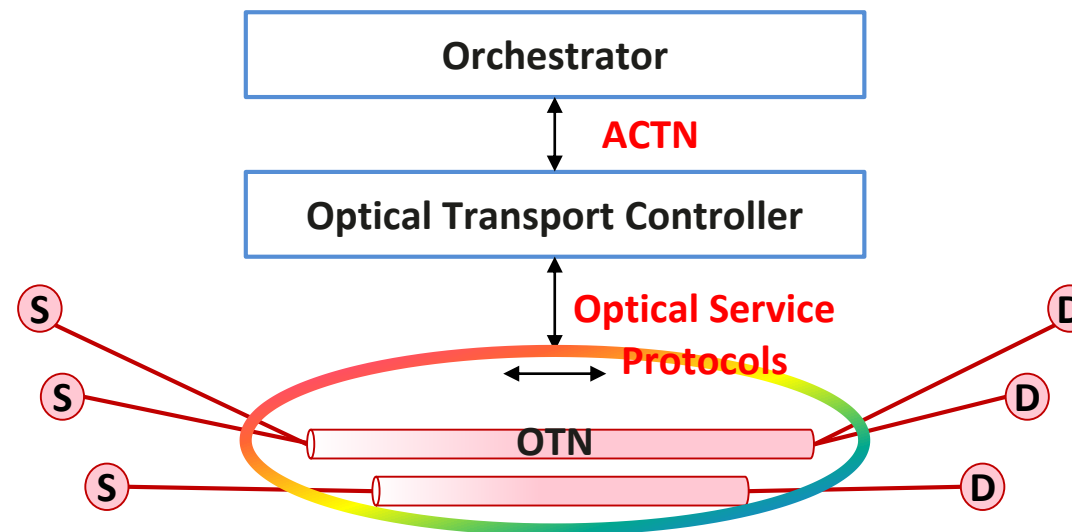 Orchestrator
ACTN
Optical Transport Controller
Optical Service
Protocols
S
D
S
D
OTN
S
D